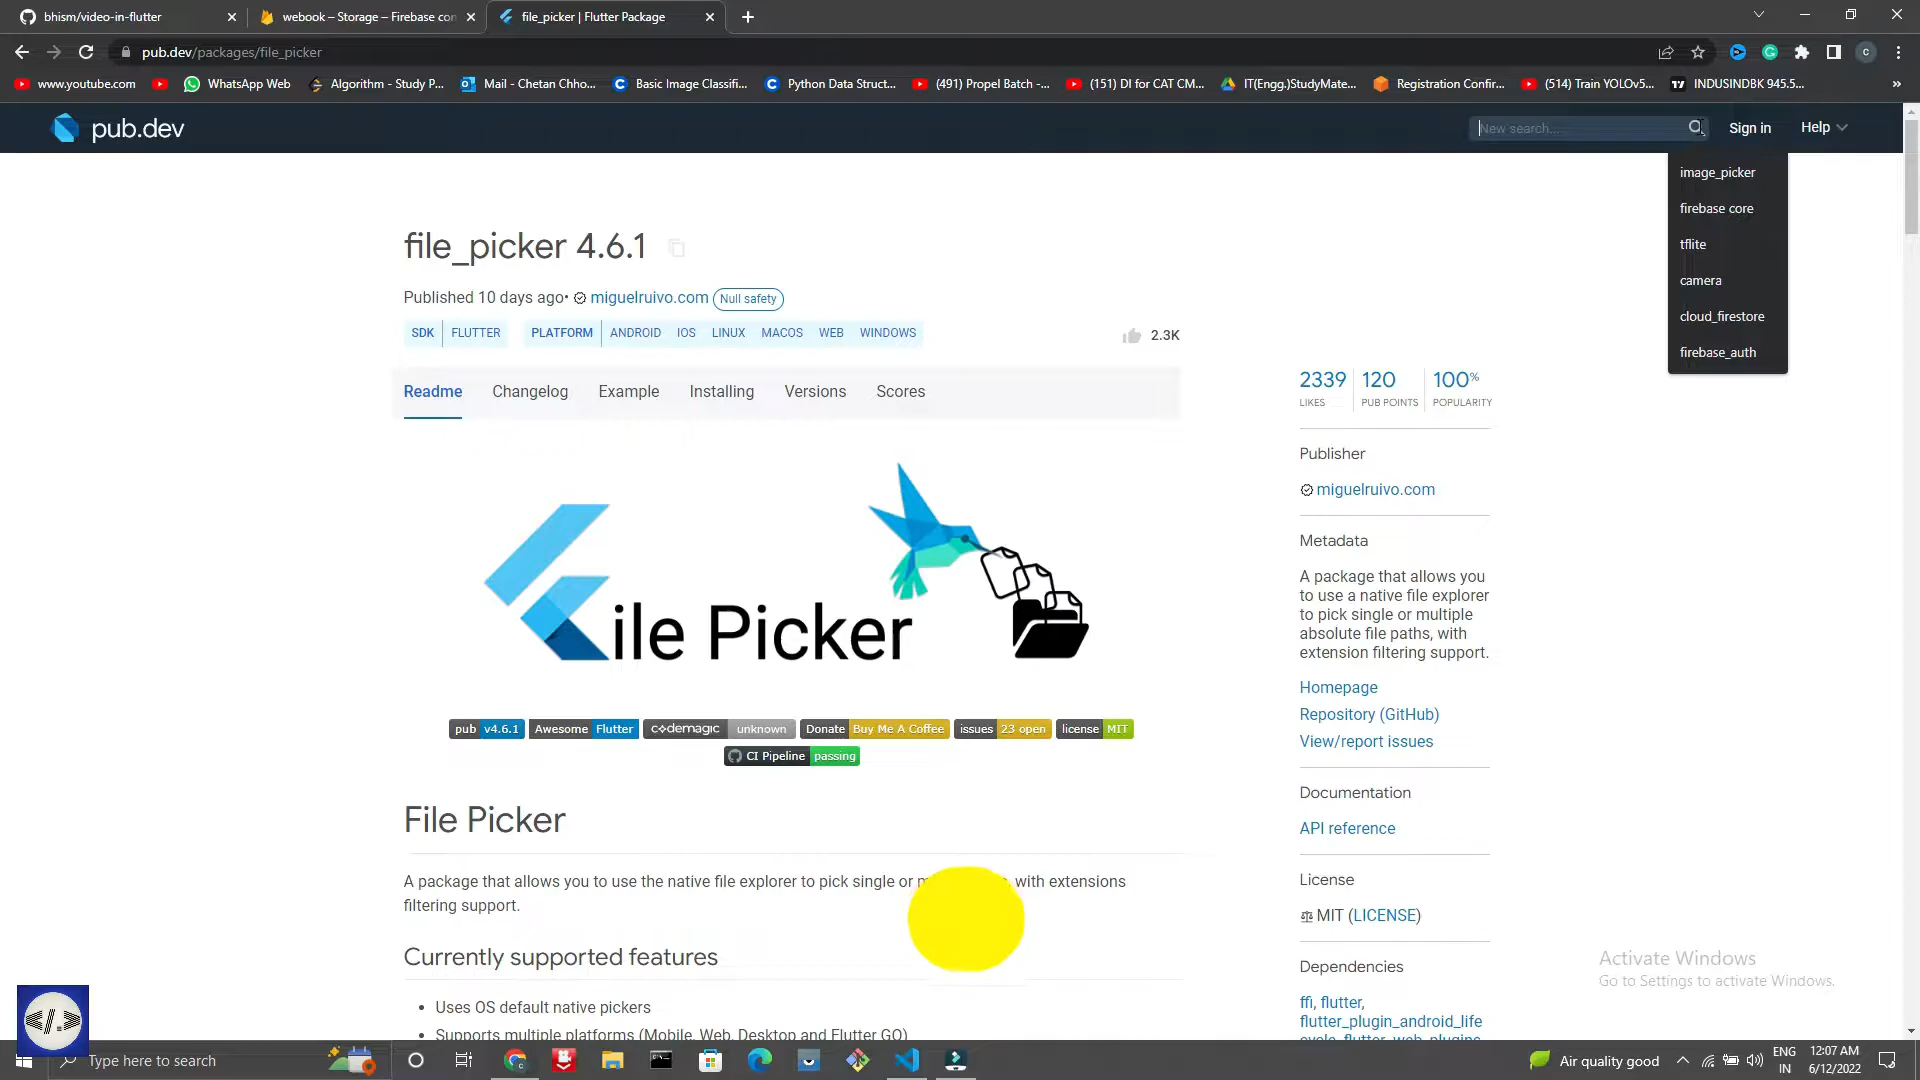 bhism/video-in-flutter
webook – Storage – Firebase con
file_picker | Flutter Package
pub.dev/packages/file_picker
c
www.youtube.com
WhatsApp Web
Algorithm - Study P...
Mail - Chetan Chho...
Basic Image Classifi...
Python Data Struct...
(491) Propel Batch -...
(151) DI for CAT CM...
IT(Engg.)StudyMate...
Registration Confir...
(514) Train YOLOv5...
INDUSINDBK 945.5...
»
pub.dev
New search...
Sign in
Help
image_picker
firebase core
tflite
camera
cloud_firestore
firebase_auth
file_picker 4.6.1
Published 10 days ago• miguelruivo.com Null safety
SDK FLUTTER PLATFORM ANDROID IOS LINUX MACOS WEB WINDOWS
2.3K
Readme Changelog Example Installing Versions Scores
2339 120 100%
LIKES PUB POINTS POPULARITY
Publisher
miguelruivo.com
Metadata
A package that allows you
to use a native file explorer
to pick single or multiple
absolute file paths, with
extension filtering support.
Homepage
Repository (GitHub)
View/report issues
Documentation
API reference
License
MIT (LICENSE)
Dependencies
ffi, flutter,
flutter_plugin_android_life
cycle, flutter_web_plugins,
ile Picker
pub v4.6.1 Awesome Flutter codemagic unknown Donate Buy Me A Coffee issues 23 open license MIT
CI Pipeline passing
File Picker
A package that allows you to use the native file explorer to pick single or with extensions
filtering support.
Currently supported features
• Uses OS default native pickers
• Supports multiple platforms (Mobile, Web, Desktop and Flutter GO)
Activate Windows
Go to Settings to activate Windows.
</.>
Type here to search
Air quality good
ENG
IN
12:07 AM
6/12/2022